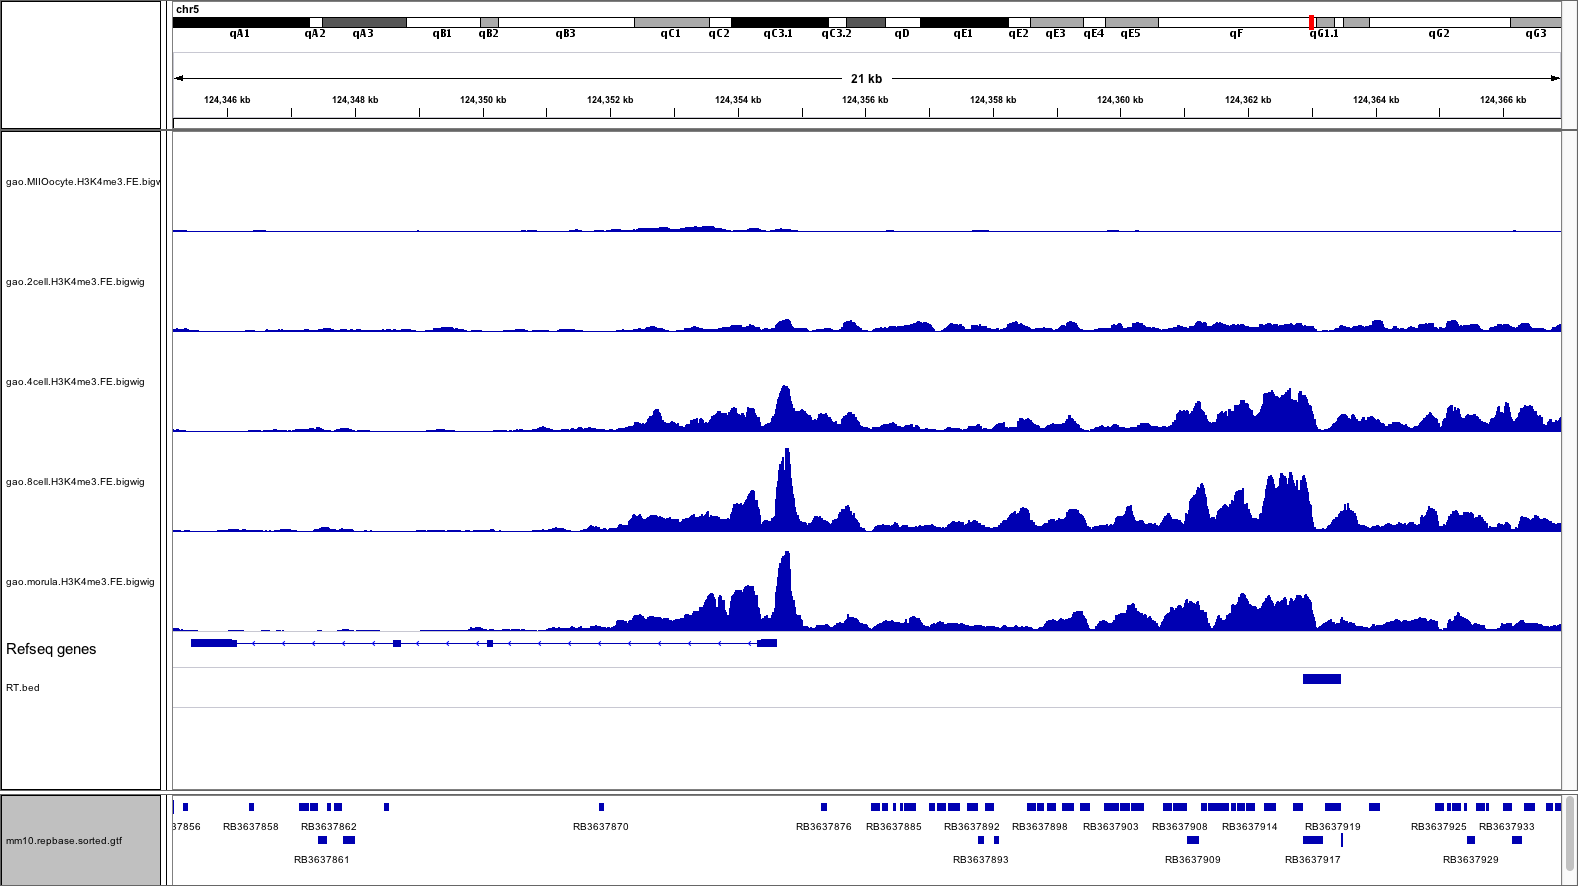 chr5
qA1 qA2 qA3 qB1 qB2 qB3 qC1 qC2 qC3.1 qC3.2 qD qE1 qE2 qE3 qE4 qE5 qF qG1.1 qG2 qG3
21 kb
124,346 kb 124,348 kb 124,350 kb 124,352 kb 124,354 kb 124,356 kb 124,358 kb 124,360 kb 124,362 kb 124,364 kb 124,366 kb
gao.MIIOocyte.H3K4me3.FE.bigw
gao.2cell.H3K4me3.FE.bigwig
gao.4cell.H3K4me3.FE.bigwig
gao.8cell.H3K4me3.FE.bigwig
gao.morula.H3K4me3.FE.bigwig
Refseq genes
RT.bed
37856 RB3637858 RB3637862 RB3637870 RB3637876 RB3637885 RB3637892 RB3637898 RB3637903 RB3637908 RB3637914 RB3637919 RB3637925 RB3637933
mm10.repbase.sorted.gtf
RB3637861 RB3637893 RB3637909 RB3637917 RB3637929